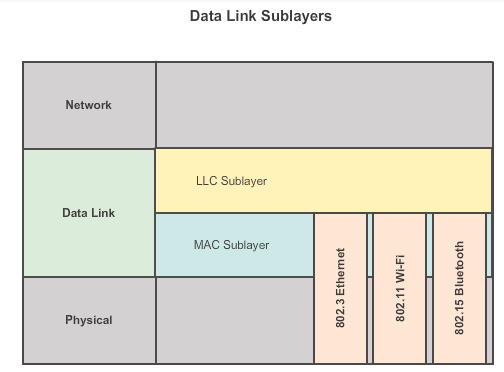 Data Link Sublayers
Network
LLC Sublayer
Data Link
MAC Sublayer
802.3 Ethernet
802.11 Wi-Fi
802.15 Bluetooth
Physical